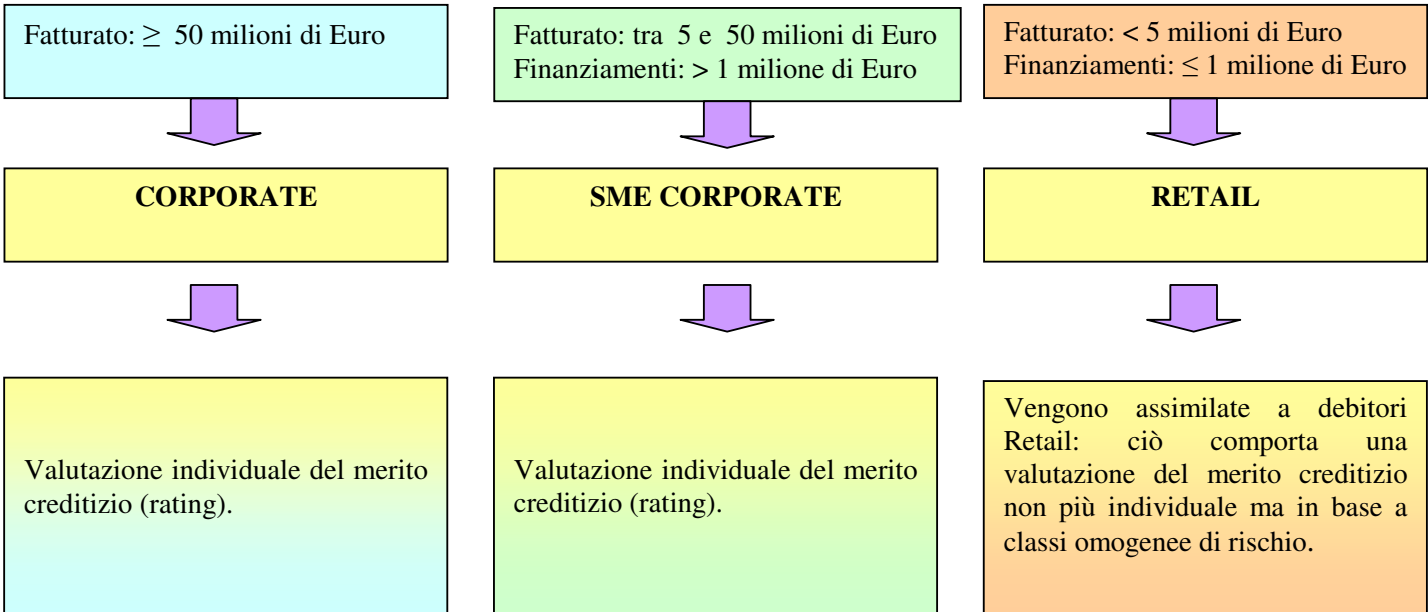 Fatturato: ≥ 50 milioni di Euro
Fatturato: tra 5 e 50 milioni di Euro
Finanziamenti: > 1 milione di Euro
Fatturato: < 5 milioni di Euro
Finanziamenti: ≤ 1 milione di Euro
CORPORATE
SME CORPORATE
RETAIL
Valutazione individuale del merito
creditizio (rating).
Valutazione individuale del merito
creditizio (rating).
Vengono assimilate a debitori
Retail: ciò comporta una
valutazione del merito creditizio
non più individuale ma in base a
classi omogenee di rischio.